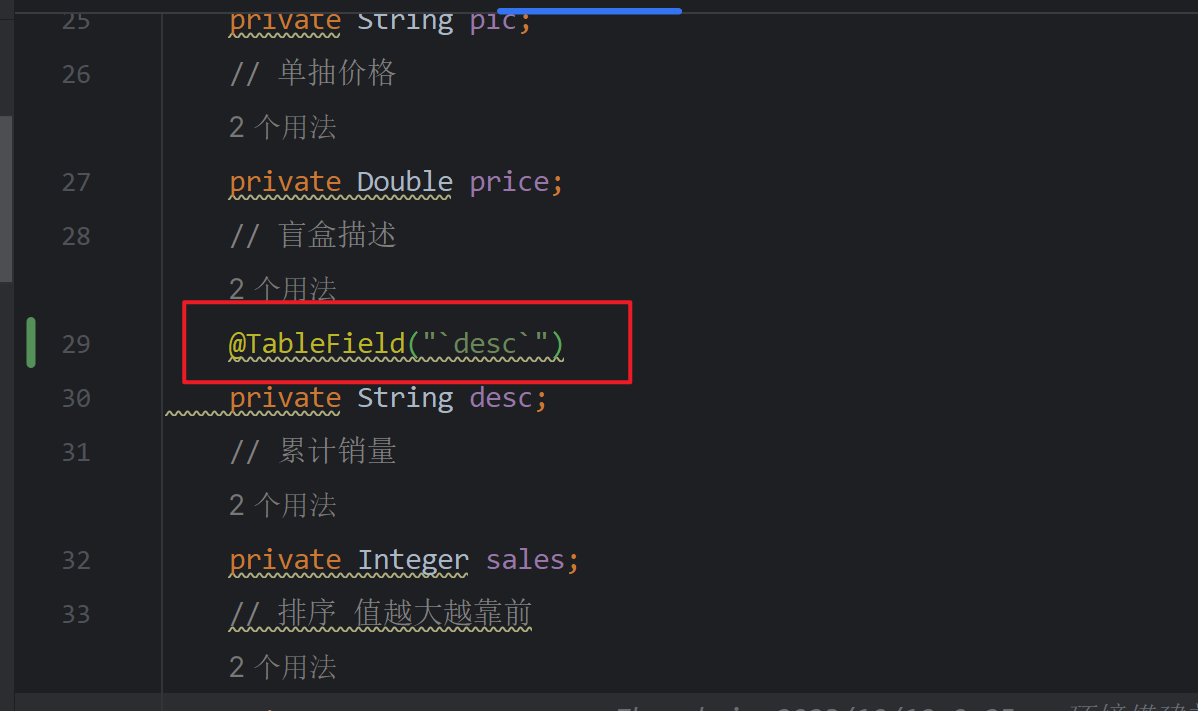 25 private String pic;
26 // 单抽价格
2 个用法
27 private Double price;
28 // 盲盒描述
2 个用法
29 @TableField("`desc`")
30 private String desc;
31 // 累计销量
2 个用法
32 private Integer sales;
33 // 排序 值越大越靠前
2 个用法